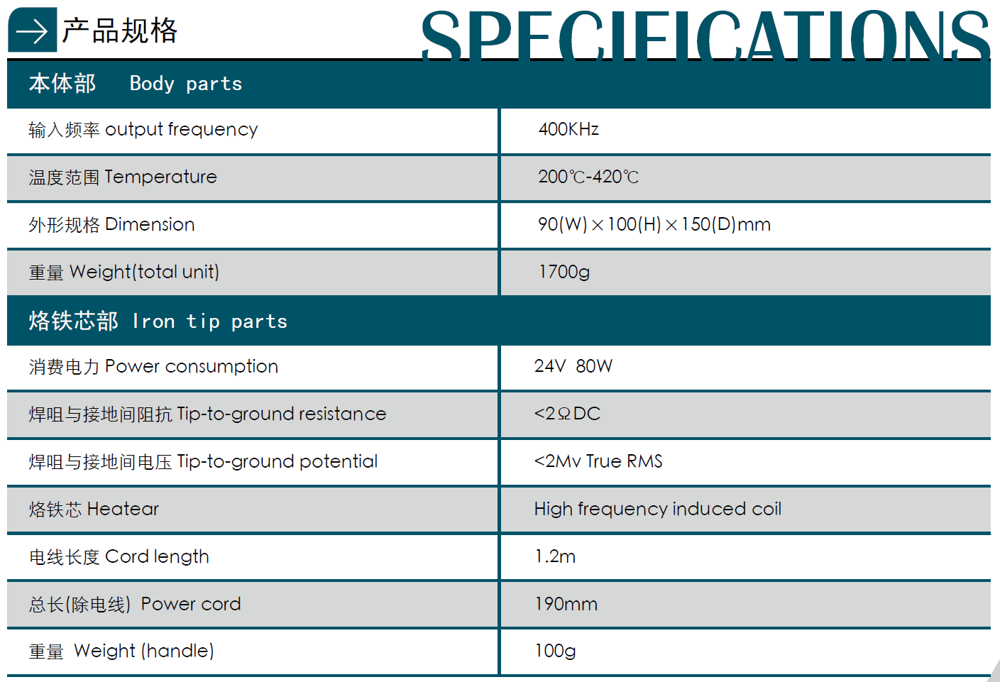 产品规格
SPECIFICATIONS
本体部 Body parts
输入频率 output frequency 400KHz
温度范围 Temperature 200℃-420℃
外形规格 Dimension 90(W)×100(H)×150(D)mm
重量 Weight(total unit) 1700g
烙铁芯部 Iron tip parts
消费电力 Power consumption 24V 80W
焊咀与接地间阻抗 Tip-to-ground resistance <2ΩDC
焊咀与接地间电压 Tip-to-ground potential <2Mv True RMS
烙铁芯 Heatear High frequency induced coil
电线长度 Cord length 1.2m
总长(除电线) Power cord 190mm
重量 Weight (handle) 100g